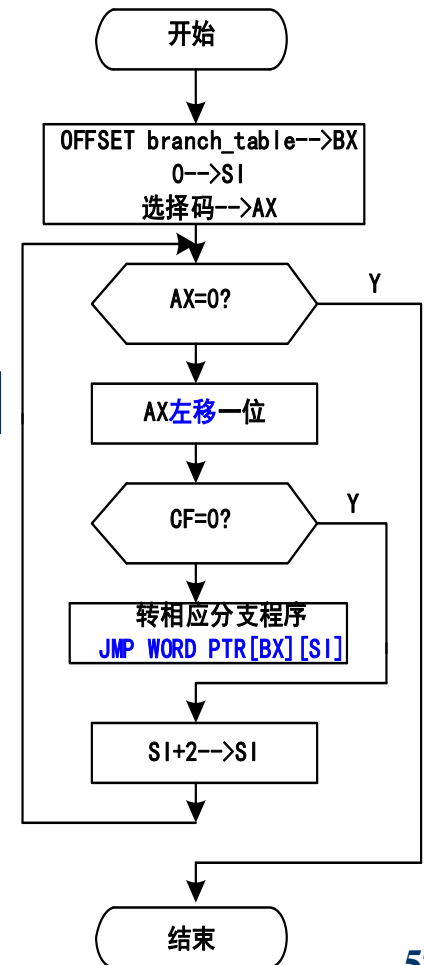 开始
OFFSET branch_table-->BX
0-->SI
选择码-->AX
AX=0?
Y
AX左移一位
CF=0?
Y
转相应分支程序
JMP WORD PTR[BX][SI]
SI+2-->SI
结束